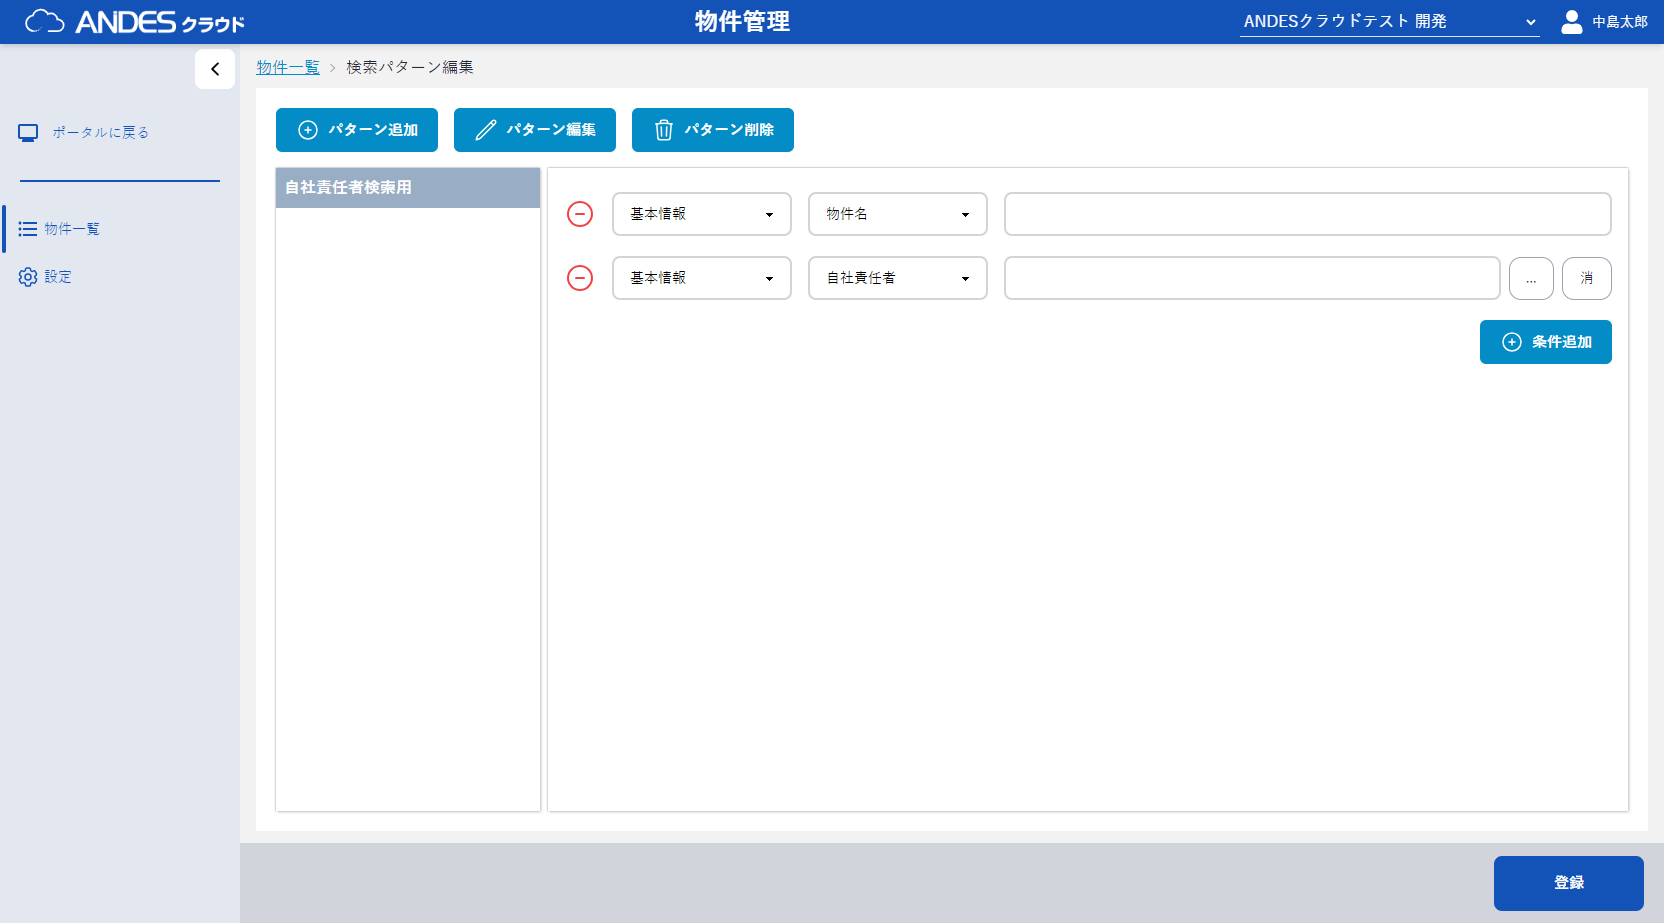 ANDES クラウド
物件管理
ANDESクラウドテスト 開発
中島太郎
物件一覧 > 検索パターン編集
ポータルに戻る
物件一覧
設定
パターン追加
パターン編集
パターン削除
自社責任者検索用
基本情報
物件名
基本情報
自社責任者
...
消
条件追加
登録